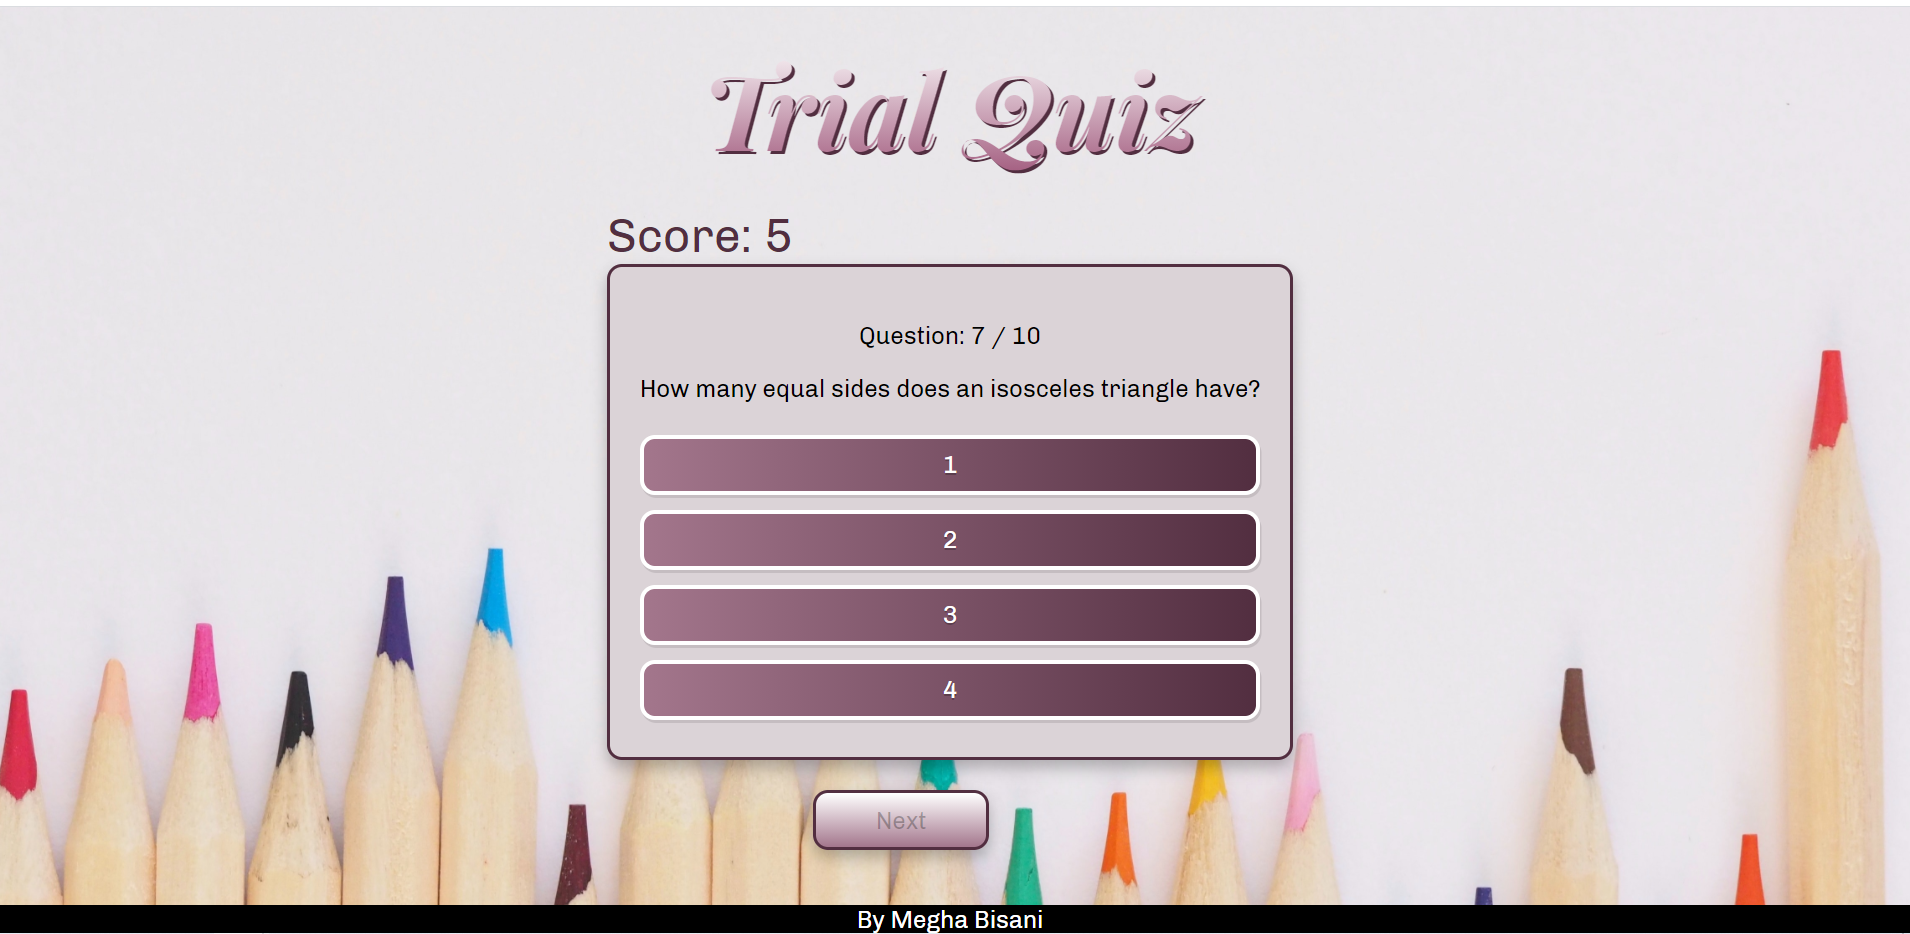 Trial Quiz
Score: 5
Question: 7 / 10
How many equal sides does an isosceles triangle have?
1
2
3
4
Next
By Megha Bisani